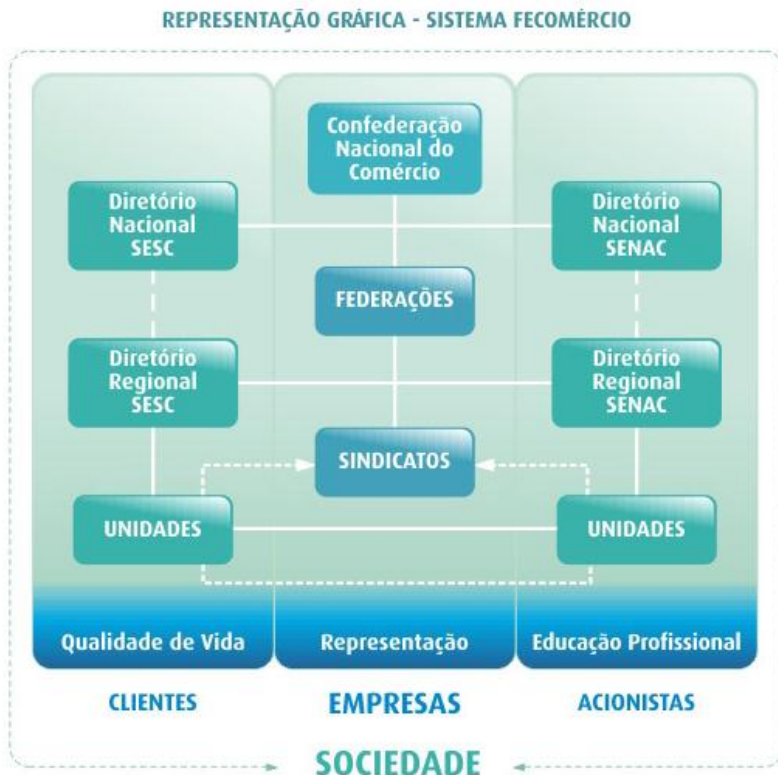 REPRESENTAÇÃO GRÁFICA - SISTEMA FECOMÉRCIO
Confederação
Nacional do
Comércio
Diretório
Nacional
SESC
Diretório
Nacional
SENAC
FEDERAÇÕES
Diretório
Regional
SESC
Diretório
Regional
SENAC
SINDICATOS
UNIDADES
UNIDADES
Qualidade de Vida
Representação
Educação Profissional
CLIENTES
EMPRESAS
ACIONISTAS
SOCIEDADE